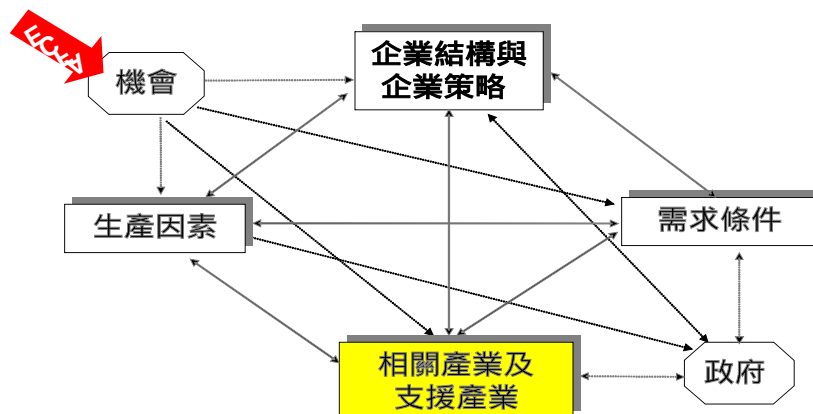 ECFA
機會
企業結構與
企業策略
生產因素
需求條件
相關產業及
支援產業
政府